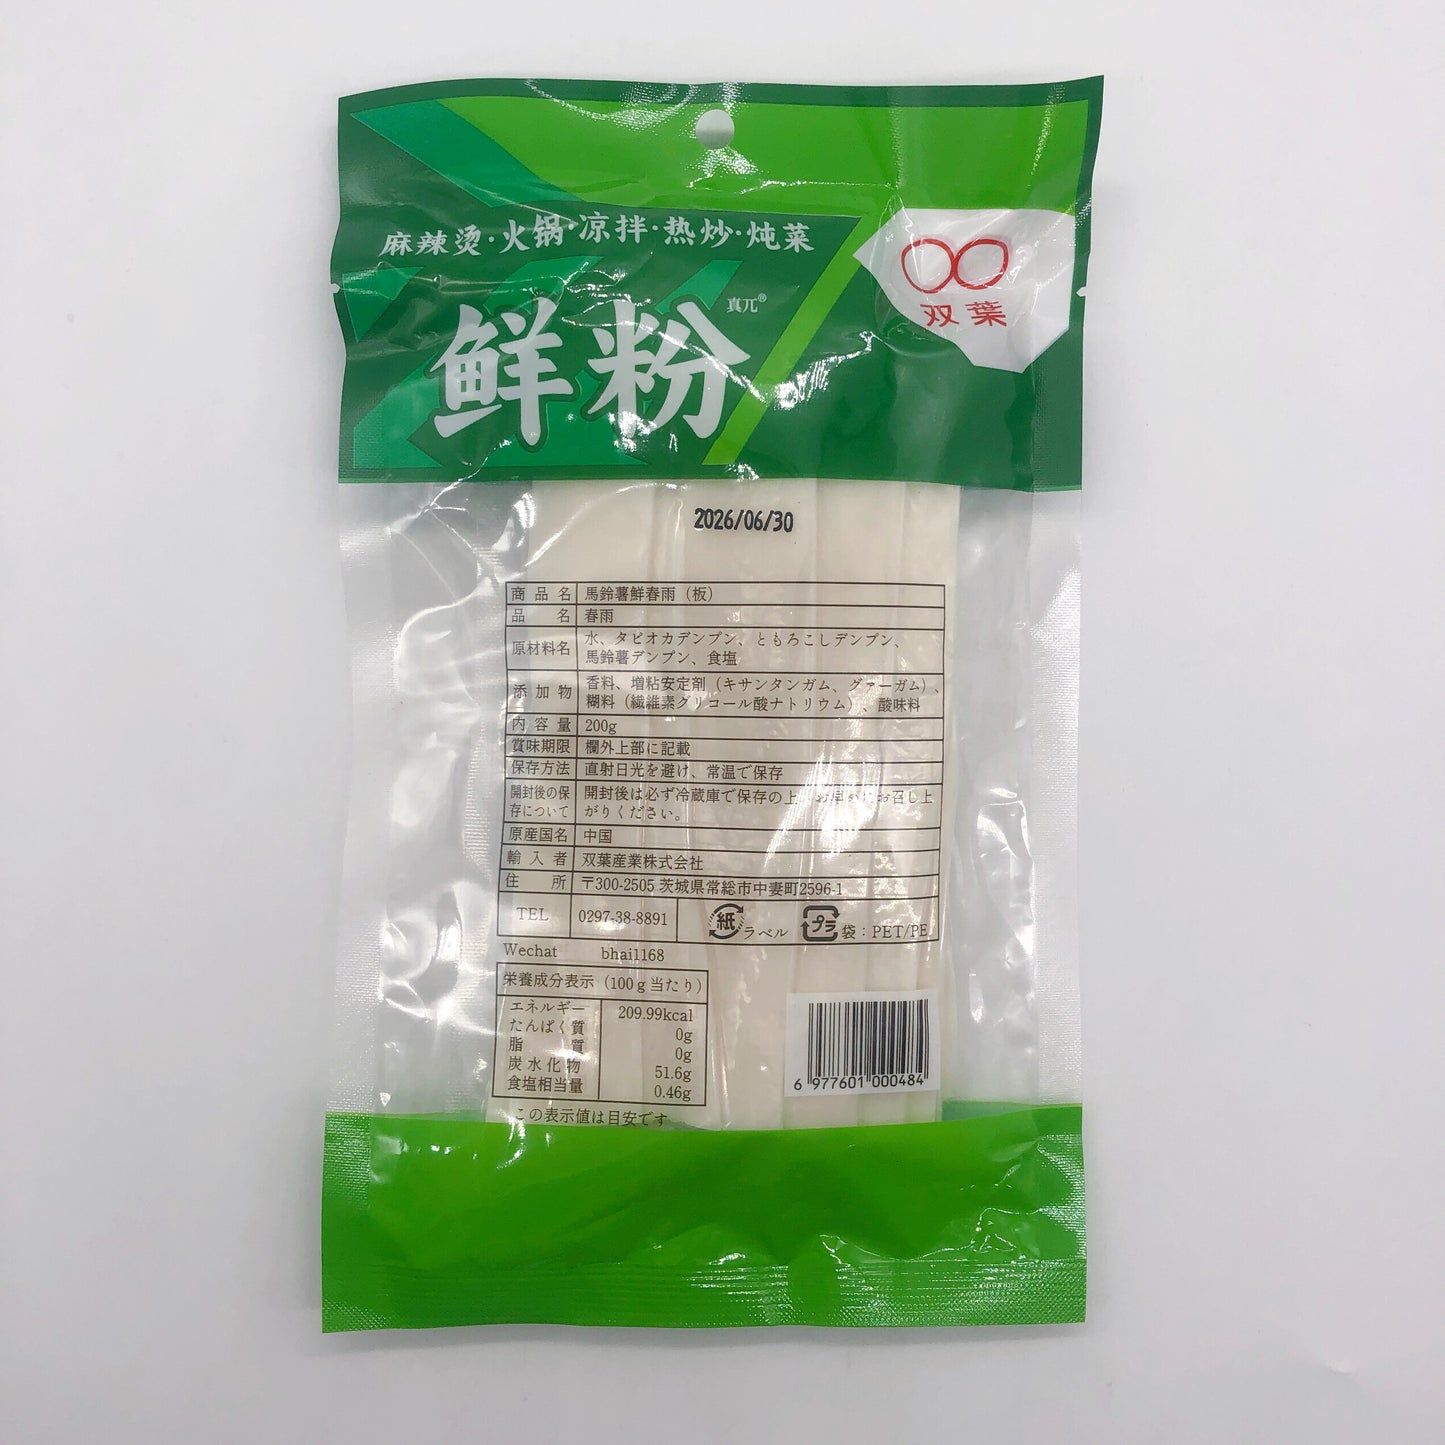 麻辣烫·火锅·凉拌·热炒·炖菜
双葉
真兀®
鲜粉
2026/06/30
商品名 馬鈴薯鮮春雨（板）
品名 春雨
原材料名 水、タピオカデンプン、ともろこしデンプン、
馬鈴薯デンプン、食塩
添加物 香料、増粘安定剤（キサンタンガム、グァーガム）、
糊料（繊維素グリコール酸ナトリウム）、酸味料
内容量 200g
賞味期限 欄外上部に記載
保存方法 直射日光を避け、常温で保存
開封後の保 開封後は必ず冷蔵庫で保存の上、お早めにお召し上
存について がりください。
原産国名 中国
輸入者 双葉産業株式会社
住所 〒300-2505 茨城県常総市中妻町2596-1
TEL 0297-38-8891 紙 ラベル プラ 袋：PET/PE
Wechat bhai1168
栄養成分表示（100g当たり）
エネルギー 209.99kcal
たんぱく質 0g
脂質 0g
炭水化物 51.6g
食塩相当量 0.46g
この表示値は目安です
6 977601 000484